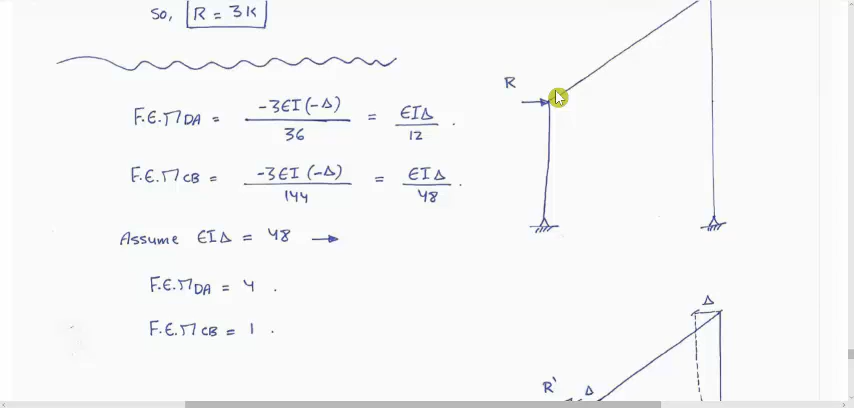 So, R = 3K
F.E.M DA = -3EI(-Δ) / 36 = EIΔ / 12 .
F.E.M CB = -3EI(-Δ) / 144 = EIΔ / 48 .
Assume EIΔ = 48 →
F.E.M DA = 4 .
F.E.M CB = 1 .
R
Δ
R' Δ